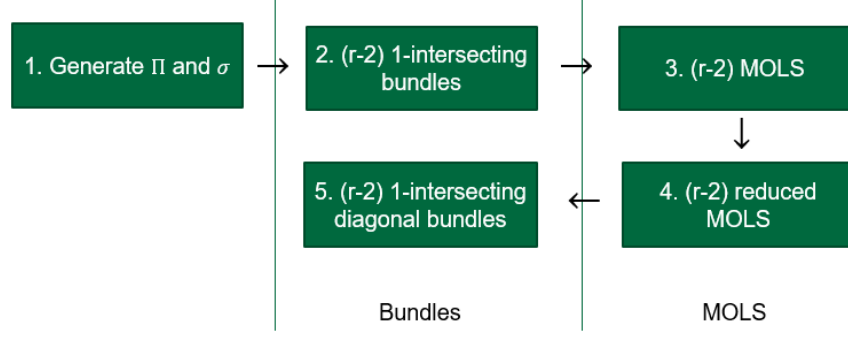 1. Generate Π and σ
2. (r-2) 1-intersecting
bundles
3. (r-2) MOLS
5. (r-2) 1-intersecting
diagonal bundles
4. (r-2) reduced
MOLS
Bundles
MOLS